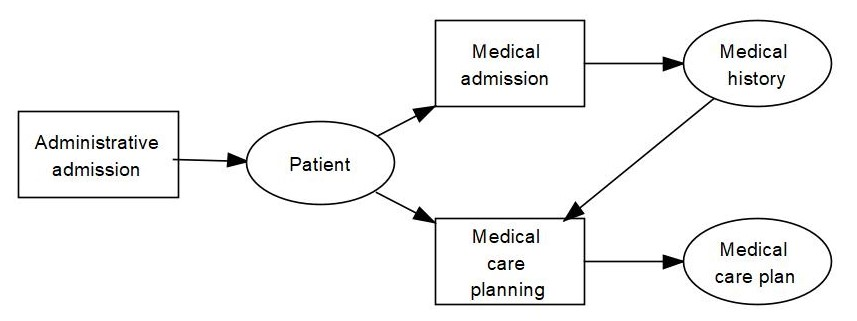 Administrative
admission
Patient
Medical
admission
Medical
history
Medical
care
planning
Medical
care plan